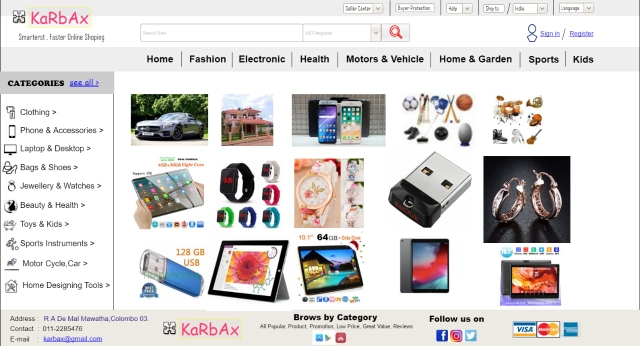 Seller Center
Buyer Protection
Help
Ship to / India
Language
KaRbAx
Smarterst . Faster Online Shoping
Search Item
All Categories
Sign in / Register
Home | Fashion | Electronic | Health | Motors & Vehicle | Home & Garden | Sports | Kids
CATEGORIES see all >
Clothing >
Phone & Accessories >
Laptop & Desktop >
Bags & Shoes >
Jewellery & Watches >
Beauty & Health >
Toys & Kids >
Sports Instruments >
Motor Cycle,Car >
Home Designing Tools >
128 GB
USB
10.1" 64GB
Address : R A De Mal Mawatha,Colombo 03.
Contact : 011-2285476
E-mail : karbax@gmail.com
KaRbAx
Brows by Category
All Popular, Product, Promotion, Low Price, Great Value, Reviews
Follow us on
VISA